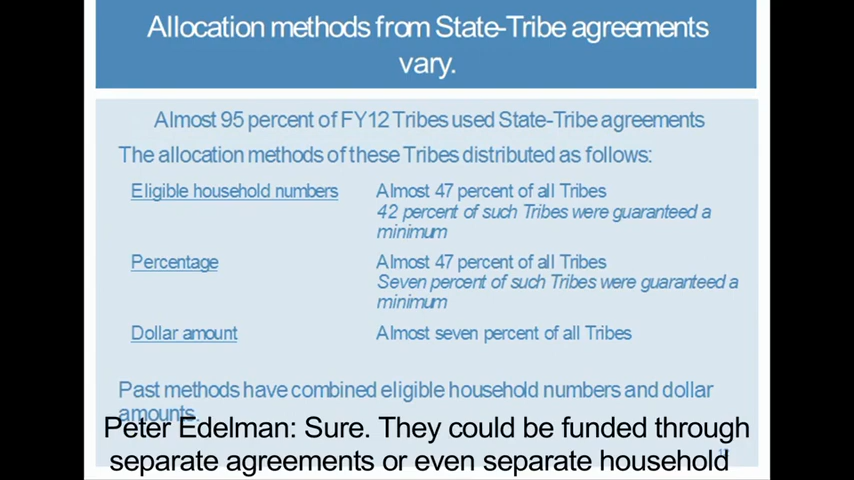 Allocation methods from State-Tribe agreements
vary.
Almost 95 percent of FY12 Tribes used State-Tribe agreements
The allocation methods of these Tribes distributed as follows:
Eligible household numbers Almost 47 percent of all Tribes
42 percent of such Tribes were guaranteed a
minimum
Percentage Almost 47 percent of all Tribes
Seven percent of such Tribes were guaranteed a
minimum
Dollar amount Almost seven percent of all Tribes
Past methods have combined eligible household numbers and dollar
amounts.
Peter Edelman: Sure. They could be funded through
separate agreements or even separate household